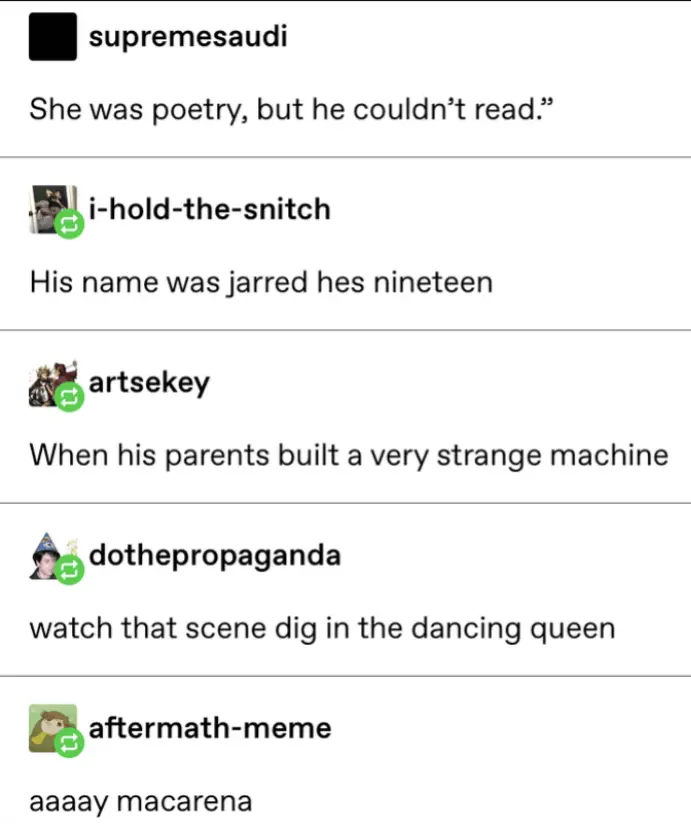 supremesaudi
She was poetry, but he couldn’t read.”
i-hold-the-snitch
His name was jarred hes nineteen
artsekey
When his parents built a very strange machine
dothepropaganda
watch that scene dig in the dancing queen
aftermath-meme
aaaay macarena